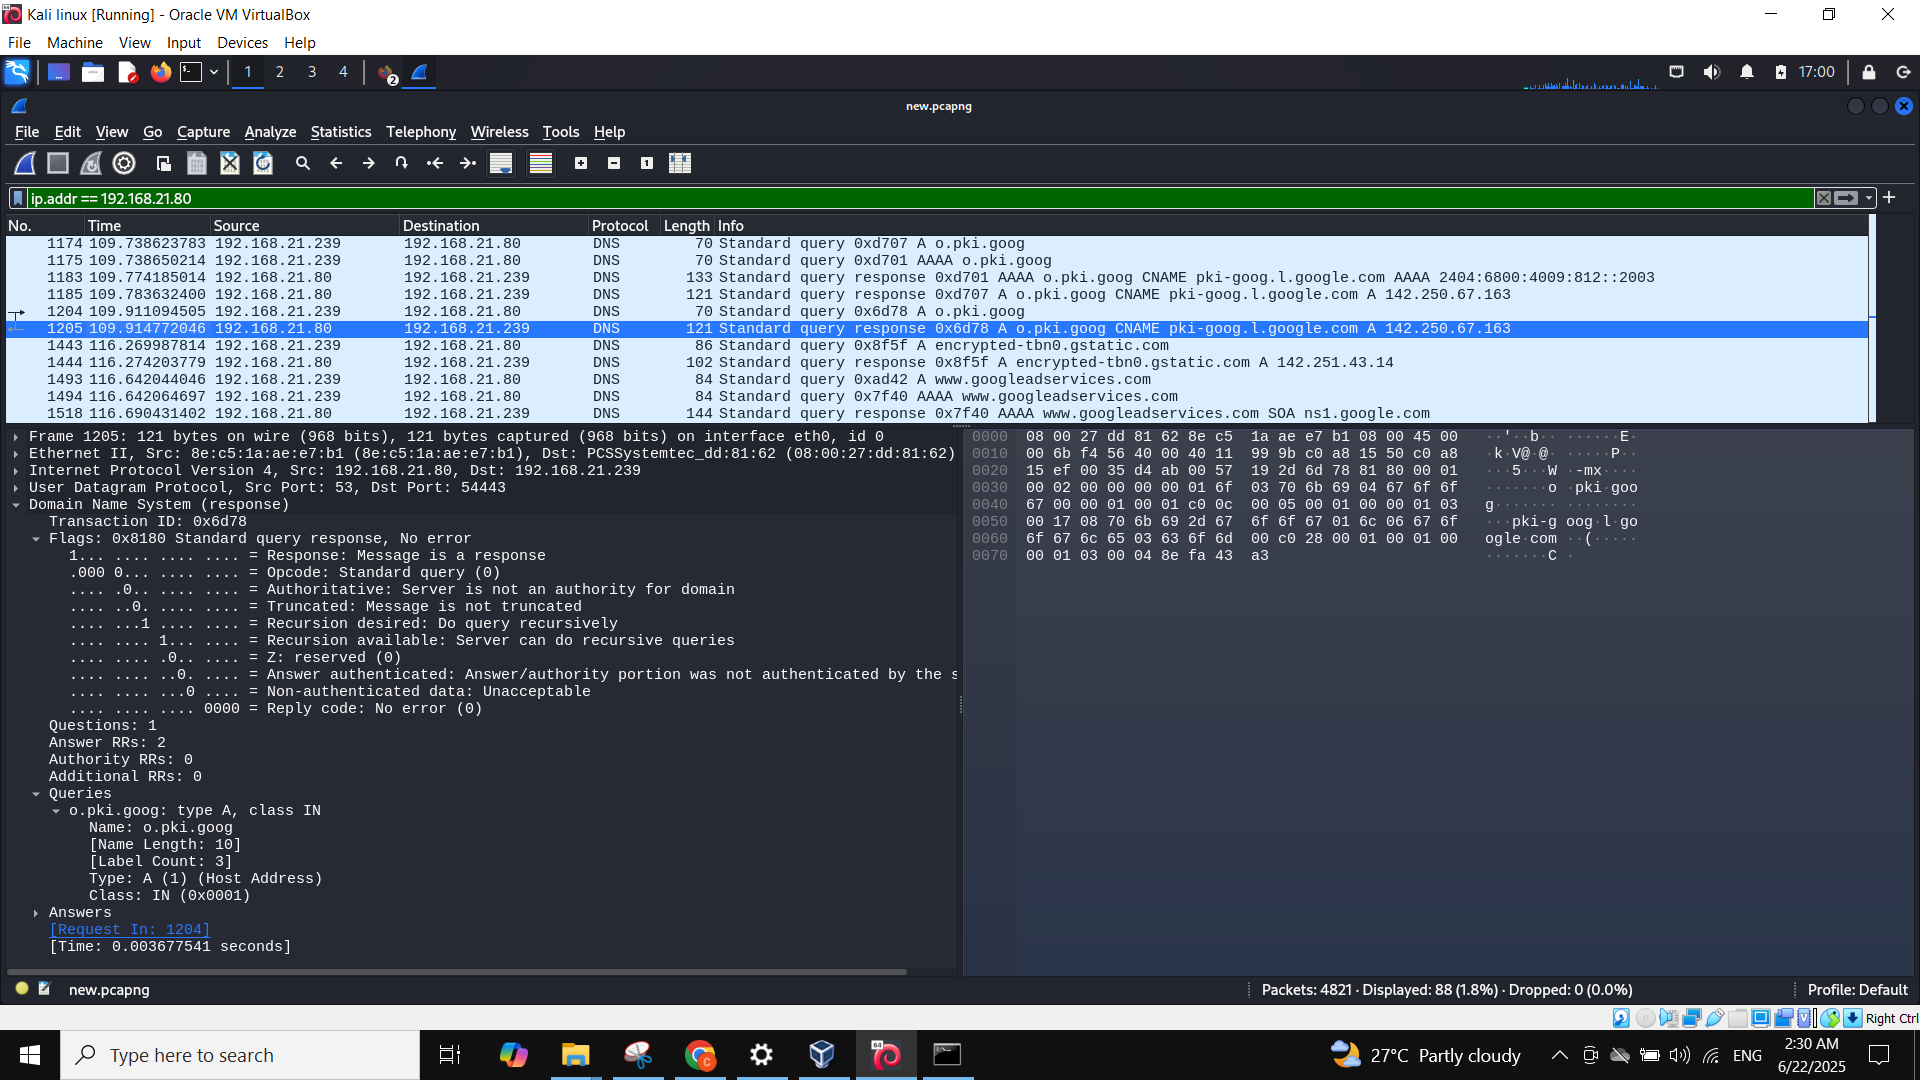 Kali linux [Running] - Oracle VM VirtualBox
File Machine View Input Devices Help
1 2 3 4 2 17:00
new.pcapng
File Edit View Go Capture Analyze Statistics Telephony Wireless Tools Help
ip.addr == 192.168.21.80
No. Time Source Destination Protocol Length Info
1174 109.738623783 192.168.21.239 192.168.21.80 DNS 70 Standard query 0xd707 A o.pki.goog
1175 109.738650214 192.168.21.239 192.168.21.80 DNS 70 Standard query 0xd701 AAAA o.pki.goog
1183 109.774185014 192.168.21.80 192.168.21.239 DNS 133 Standard query response 0xd701 AAAA o.pki.goog CNAME pki-goog.l.google.com AAAA 2404:6800:4009:812::2003
1185 109.783632400 192.168.21.80 192.168.21.239 DNS 121 Standard query response 0xd707 A o.pki.goog CNAME pki-goog.l.google.com A 142.250.67.163
1204 109.911094505 192.168.21.239 192.168.21.80 DNS 70 Standard query 0x6d78 A o.pki.goog
1205 109.914772046 192.168.21.80 192.168.21.239 DNS 121 Standard query response 0x6d78 A o.pki.goog CNAME pki-goog.l.google.com A 142.250.67.163
1443 116.269987814 192.168.21.239 192.168.21.80 DNS 86 Standard query 0x8f5f A encrypted-tbn0.gstatic.com
1444 116.274203779 192.168.21.80 192.168.21.239 DNS 102 Standard query response 0x8f5f A encrypted-tbn0.gstatic.com A 142.251.43.14
1493 116.642044046 192.168.21.239 192.168.21.80 DNS 84 Standard query 0xad42 A www.googleadservices.com
1494 116.642064697 192.168.21.239 192.168.21.80 DNS 84 Standard query 0x7f40 AAAA www.googleadservices.com
1518 116.690431402 192.168.21.80 192.168.21.239 DNS 144 Standard query response 0x7f40 AAAA www.googleadservices.com SOA ns1.google.com
Frame 1205: 121 bytes on wire (968 bits), 121 bytes captured (968 bits) on interface eth0, id 0
Ethernet II, Src: 8e:c5:1a:ae:e7:b1 (8e:c5:1a:ae:e7:b1), Dst: PCSSystemtec_dd:81:62 (08:00:27:dd:81:62)
Internet Protocol Version 4, Src: 192.168.21.80, Dst: 192.168.21.239
User Datagram Protocol, Src Port: 53, Dst Port: 54443
Domain Name System (response)
Transaction ID: 0x6d78
Flags: 0x8180 Standard query response, No error
1... .... .... .... = Response: Message is a response
.000 0... .... .... = Opcode: Standard query (0)
.... .0.. .... .... = Authoritative: Server is not an authority for domain
.... ..0. .... .... = Truncated: Message is not truncated
.... ...1 .... .... = Recursion desired: Do query recursively
.... .... 1... .... = Recursion available: Server can do recursive queries
.... .... .0.. .... = Z: reserved (0)
.... .... ..0. .... = Answer authenticated: Answer/authority portion was not authenticated by the s
.... .... ...0 .... = Non-authenticated data: Unacceptable
.... .... .... 0000 = Reply code: No error (0)
Questions: 1
Answer RRs: 2
Authority RRs: 0
Additional RRs: 0
Queries
o.pki.goog: type A, class IN
Name: o.pki.goog
[Name Length: 10]
[Label Count: 3]
Type: A (1) (Host Address)
Class: IN (0x0001)
Answers
[Request In: 1204]
[Time: 0.003677541 seconds]
0000 08 00 27 dd 81 62 8e c5 1a ae e7 b1 08 00 45 00 ··'··b·· ······E·
0010 00 6b f4 56 40 00 40 11 99 9b c0 a8 15 50 c0 a8 ·k·V@·@· ·····P··
0020 15 ef 00 35 d4 ab 00 57 19 2d 6d 78 81 80 00 01 ···5···W ·-mx····
0030 00 02 00 00 00 00 01 6f 03 70 6b 69 04 67 6f 6f ·······o ·pki·goo
0040 67 00 00 01 00 01 c0 0c 00 05 00 01 00 00 01 03 g······· ········
0050 00 17 08 70 6b 69 2d 67 6f 6f 67 01 6c 06 67 6f ···pki-g oog·l·go
0060 6f 67 6c 65 03 63 6f 6d 00 c0 28 00 01 00 01 00 ogle·com ··(·····
0070 00 01 03 00 04 8e fa 43 a3 ·······C ·
new.pcapng Packets: 4821 · Displayed: 88 (1.8%) · Dropped: 0 (0.0%) Profile: Default
Right Ctrl
Type here to search 27°C Partly cloudy ENG 2:30 AM
6/22/2025